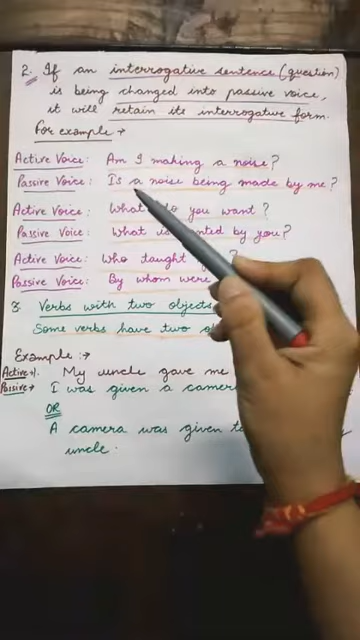 2. If an interrogative sentence (question)
is being changed into passive voice,
it will retain its interrogative form.
For example →
Active Voice: Am I making a noise?
Passive Voice: Is a noise being made by me?
Active Voice: What do you want?
Passive Voice: What is wanted by you?
Active Voice: Who taught ?
Passive Voice: By whom were
Verbs with two objects
Some verbs have two
Example :→
Active→. My uncle gave me
Passive→ I was given a camera
OR
A camera was given
uncle.